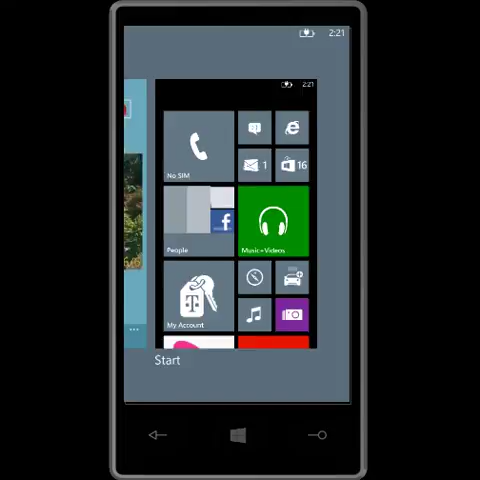 2:21
2:21
No SIM
1
16
People
f
Music+Videos
T
My Account
...
Start